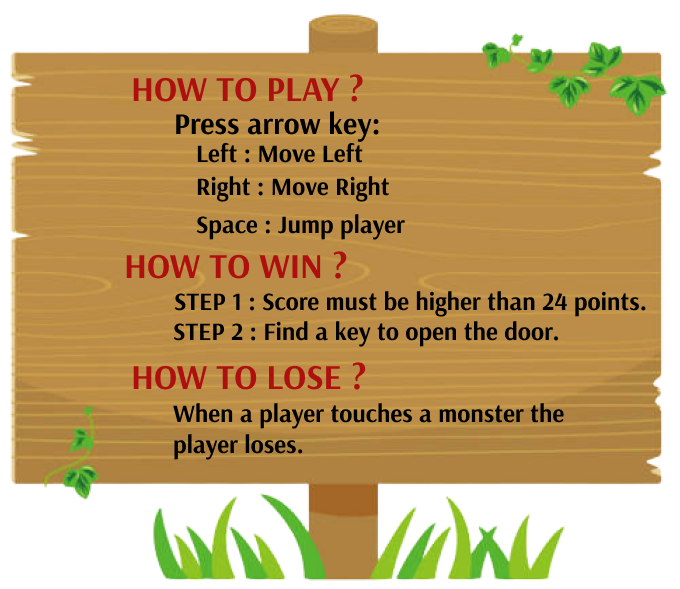 HOW TO PLAY ?
Press arrow key:
Left : Move Left
Right : Move Right
Space : Jump player
HOW TO WIN ?
STEP 1 : Score must be higher than 24 points.
STEP 2 : Find a key to open the door.
HOW TO LOSE ?
When a player touches a monster the
player loses.